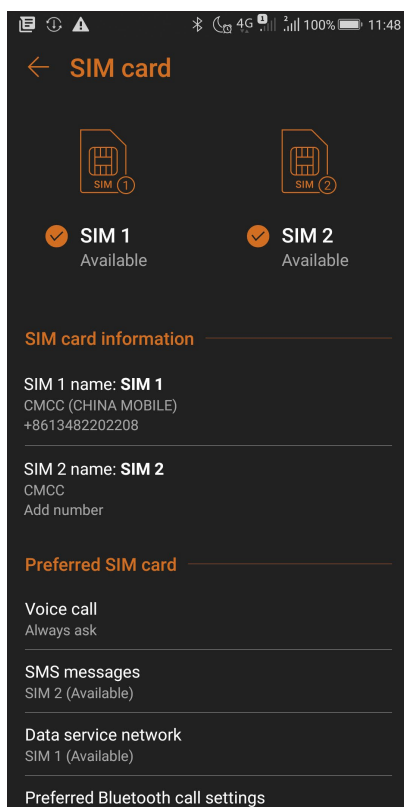 4G 1 2 100% 11:48
SIM card
SIM 1 SIM 2
SIM 1 SIM 2
Available Available
SIM card information
SIM 1 name: SIM 1
CMCC (CHINA MOBILE)
+8613482202208
SIM 2 name: SIM 2
CMCC
Add number
Preferred SIM card
Voice call
Always ask
SMS messages
SIM 2 (Available)
Data service network
SIM 1 (Available)
Preferred Bluetooth call settings